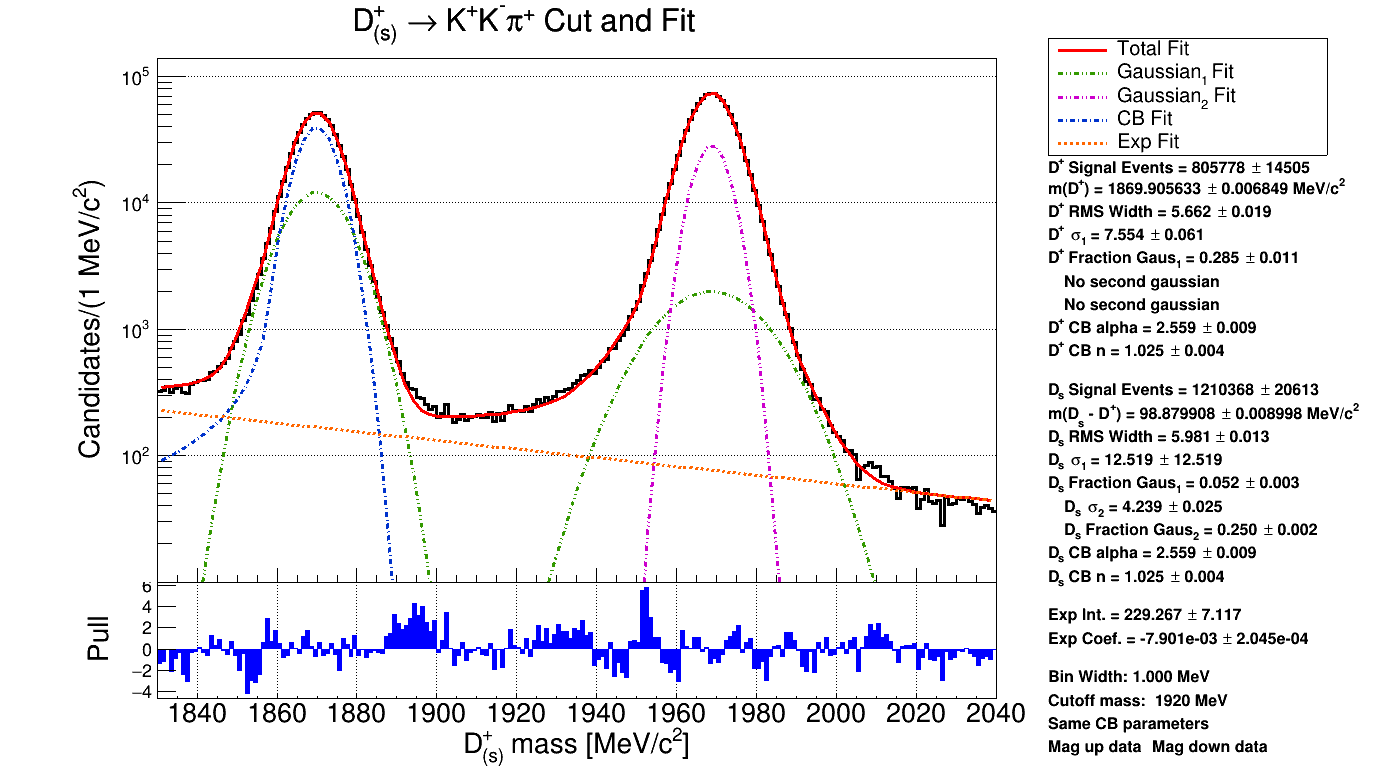 D⁺₍ₛ₎ → K⁺K⁻π⁺ Cut and Fit
Candidates/(1 MeV/c²)
10⁵
10⁴
10³
10²
Pull
6
4
2
0
−2
−4
1840 1860 1880 1900 1920 1940 1960 1980 2000 2020 2040
D⁺₍ₛ₎ mass [MeV/c²]
Total Fit
Gaussian₁ Fit
Gaussian₂ Fit
CB Fit
Exp Fit
D⁺ Signal Events = 805778 ± 14505
m(D⁺) = 1869.905633 ± 0.006849 MeV/c²
D⁺ RMS Width = 5.662 ± 0.019
D⁺ σ₁ = 7.554 ± 0.061
D⁺ Fraction Gaus₁ = 0.285 ± 0.011
No second gaussian
No second gaussian
D⁺ CB alpha = 2.559 ± 0.009
D⁺ CB n = 1.025 ± 0.004
Dₛ Signal Events = 1210368 ± 20613
m(Dₛ - D⁺) = 98.879908 ± 0.008998 MeV/c²
Dₛ RMS Width = 5.981 ± 0.013
Dₛ σ₁ = 12.519 ± 12.519
Dₛ Fraction Gaus₁ = 0.052 ± 0.003
Dₛ σ₂ = 4.239 ± 0.025
Dₛ Fraction Gaus₂ = 0.250 ± 0.002
Dₛ CB alpha = 2.559 ± 0.009
Dₛ CB n = 1.025 ± 0.004
Exp Int. = 229.267 ± 7.117
Exp Coef. = -7.901e-03 ± 2.045e-04
Bin Width: 1.000 MeV
Cutoff mass: 1920 MeV
Same CB parameters
Mag up data Mag down data